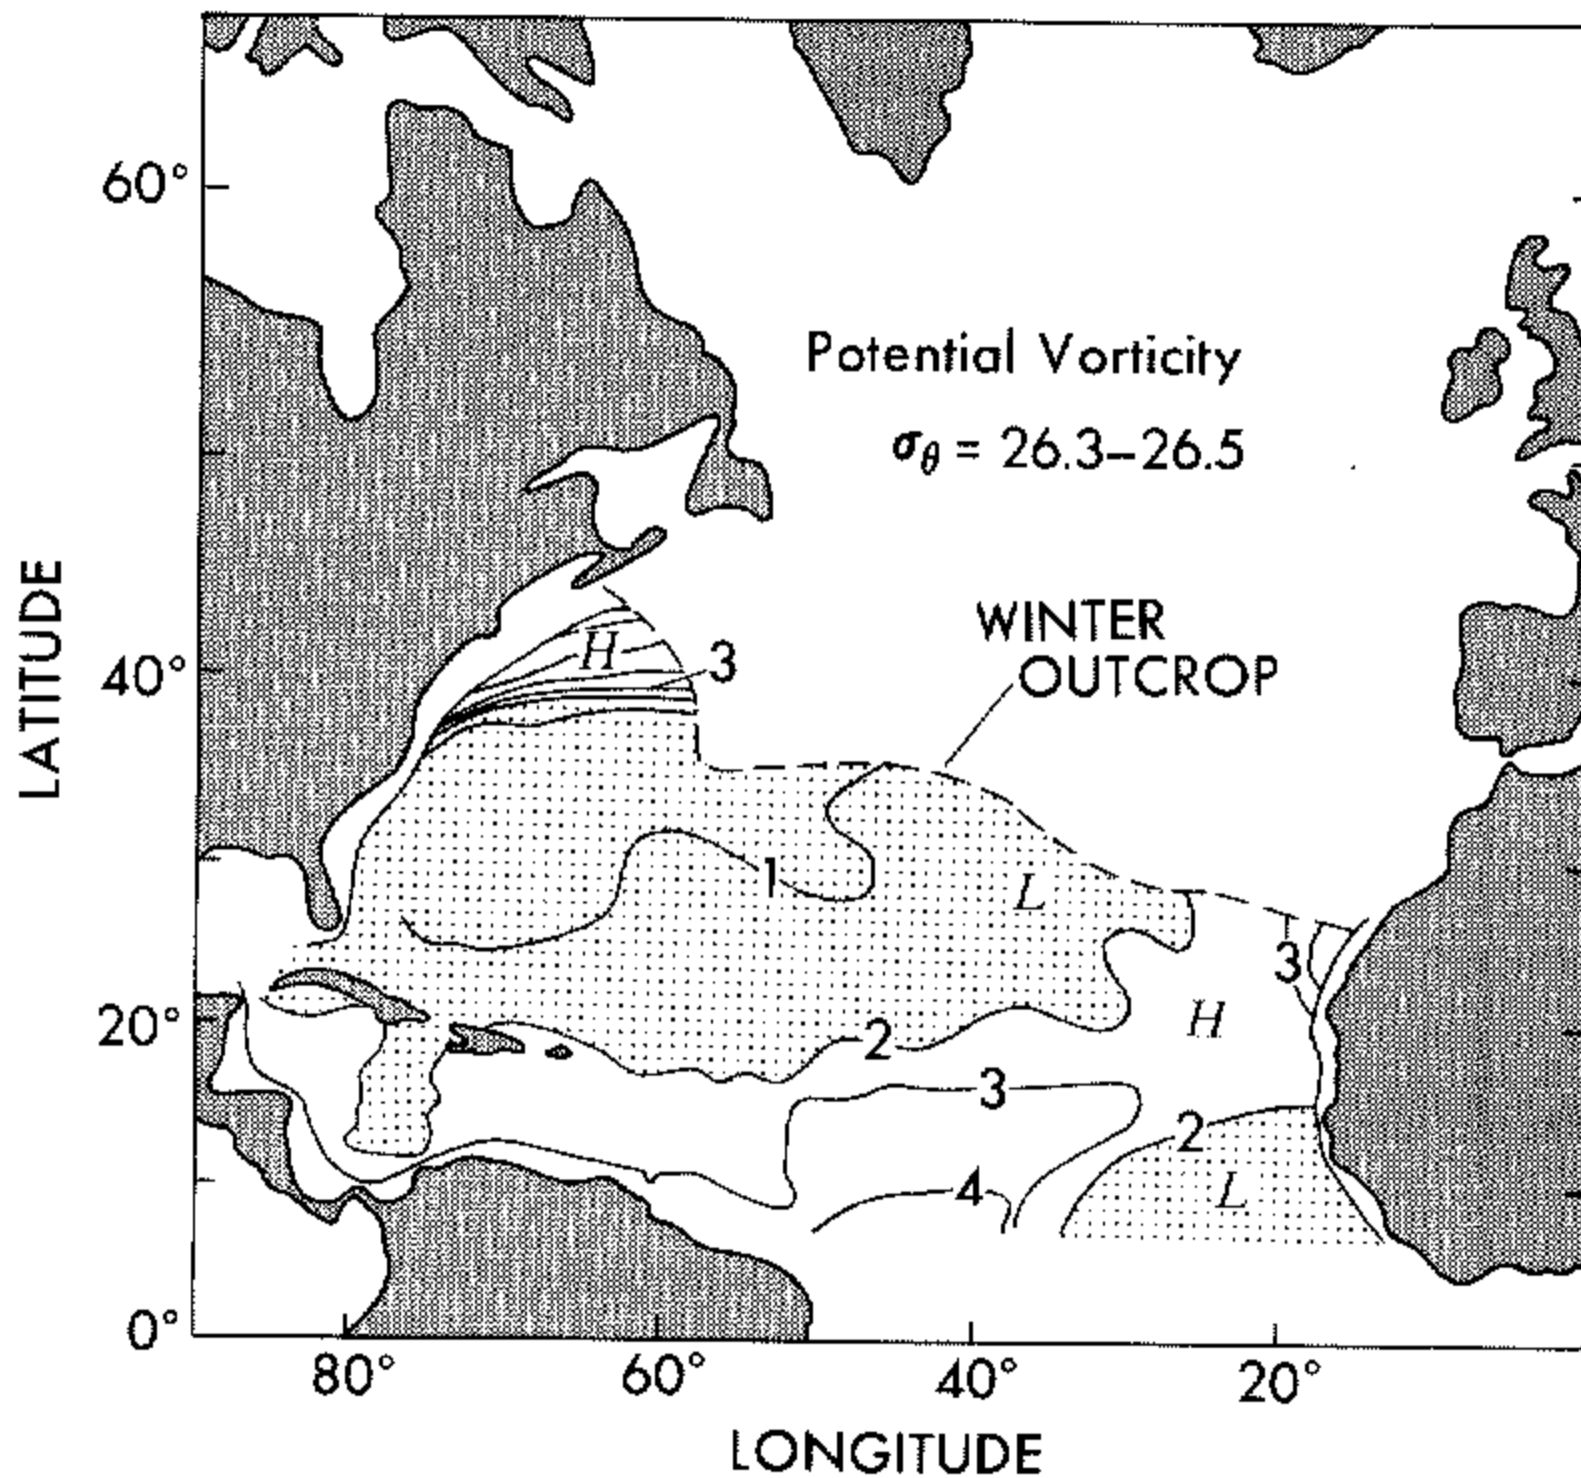 60°
Potential Vorticity
σθ = 26.3–26.5
LATITUDE
WINTER
OUTCROP
H
3
40°
1
L
3
H
20°
2
3
2
4
L
0°
80°
60°
40°
20°
LONGITUDE